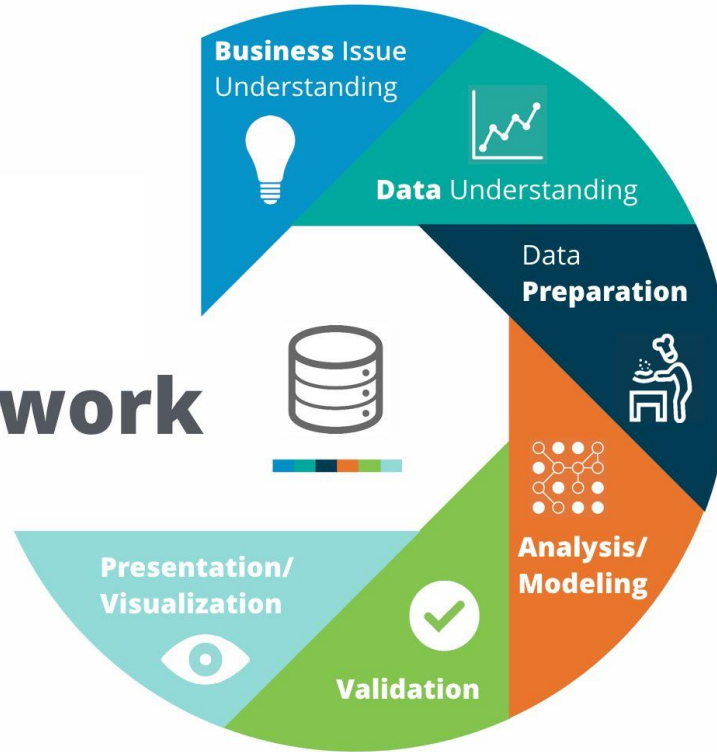 Business Issue
Understanding
Data Understanding
Data
Preparation
work
Analysis/
Modeling
Presentation/
Visualization
Validation